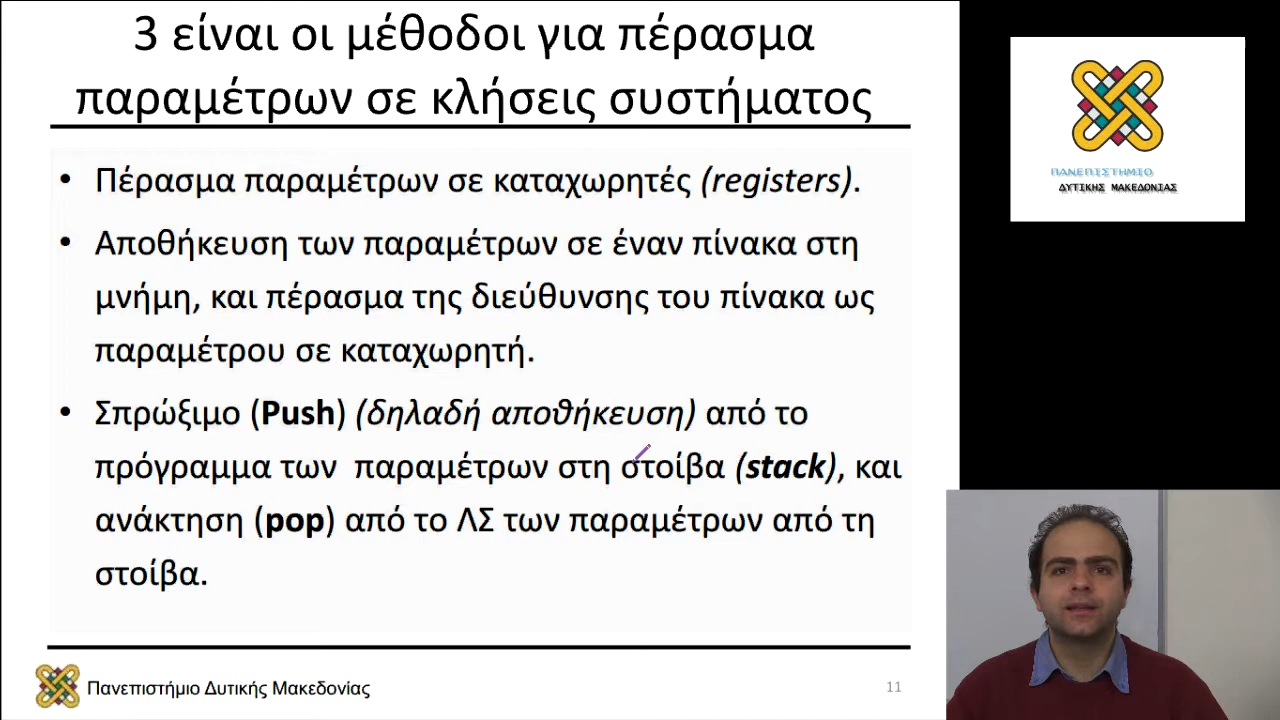 3 είναι οι μέθοδοι για πέρασμα
παραμέτρων σε κλήσεις συστήματος
• Πέρασμα παραμέτρων σε καταχωρητές (registers).
• Αποθήκευση των παραμέτρων σε έναν πίνακα στη
μνήμη, και πέρασμα της διεύθυνσης του πίνακα ως
παραμέτρου σε καταχωρητή.
• Σπρώξιμο (Push) (δηλαδή αποθήκευση) από το
πρόγραμμα των παραμέτρων στη στοίβα (stack), και
ανάκτηση (pop) από το ΛΣ των παραμέτρων από τη
στοίβα.
Πανεπιστήμιο Δυτικής Μακεδονίας
11
ΠΑΝΕΠΙΣΤΗΜΙΟ
ΔΥΤΙΚΗΣ ΜΑΚΕΔΟΝΙΑΣ